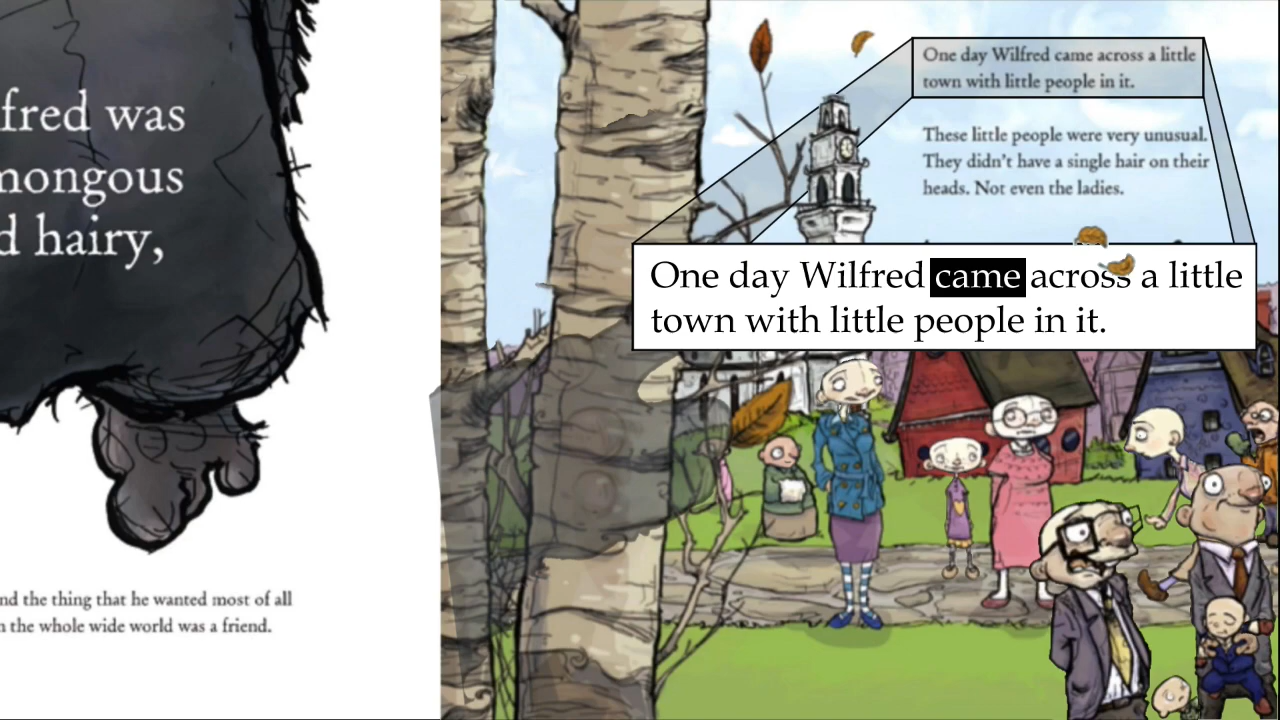 fred was
mongous
d hairy,
nd the thing that he wanted most of all
n the whole wide world was a friend.
One day Wilfred came across a little
town with little people in it.
These little people were very unusual.
They didn't have a single hair on their
heads. Not even the ladies.
One day Wilfred came across a little
town with little people in it.